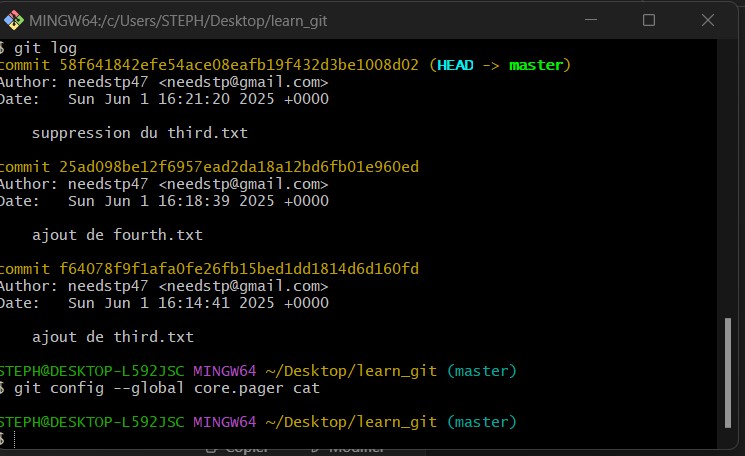 MINGW64:/c/Users/STEPH/Desktop/learn_git
$ git log
commit 58f641842efe54ace08eafb19f432d3be1008d02 (HEAD -> master)
Author: needstp47 <needstp@gmail.com>
Date:   Sun Jun 1 16:21:20 2025 +0000
suppression du third.txt
commit 25ad098be12f6957ead2da18a12bd6fb01e960ed
Author: needstp47 <needstp@gmail.com>
Date:   Sun Jun 1 16:18:39 2025 +0000
ajout de fourth.txt
commit f64078f9f1afa0fe26fb15bed1dd1814d6d160fd
Author: needstp47 <needstp@gmail.com>
Date:   Sun Jun 1 16:14:41 2025 +0000
ajout de third.txt
STEPH@DESKTOP-L592JSC MINGW64 ~/Desktop/learn_git (master)
$ git config --global core.pager cat
STEPH@DESKTOP-L592JSC MINGW64 ~/Desktop/learn_git (master)
$
Copier Modifier